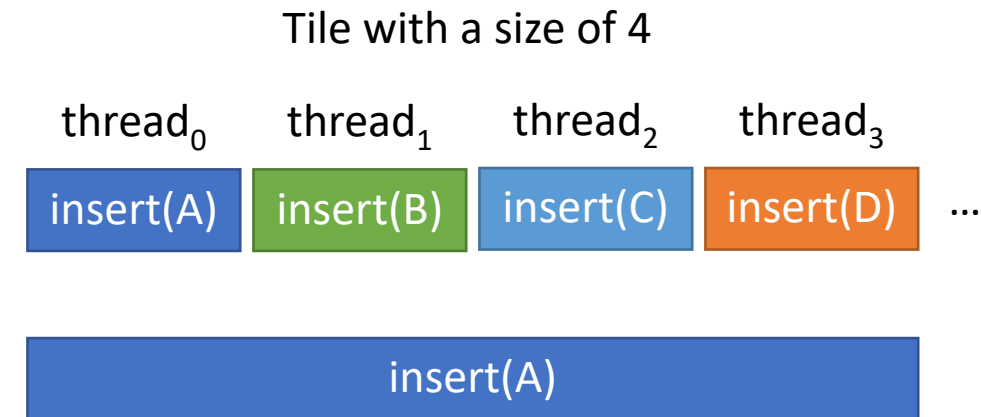 Tile with a size of 4
thread₀ thread₁ thread₂ thread₃
insert(A) insert(B) insert(C) insert(D) ...
insert(A)